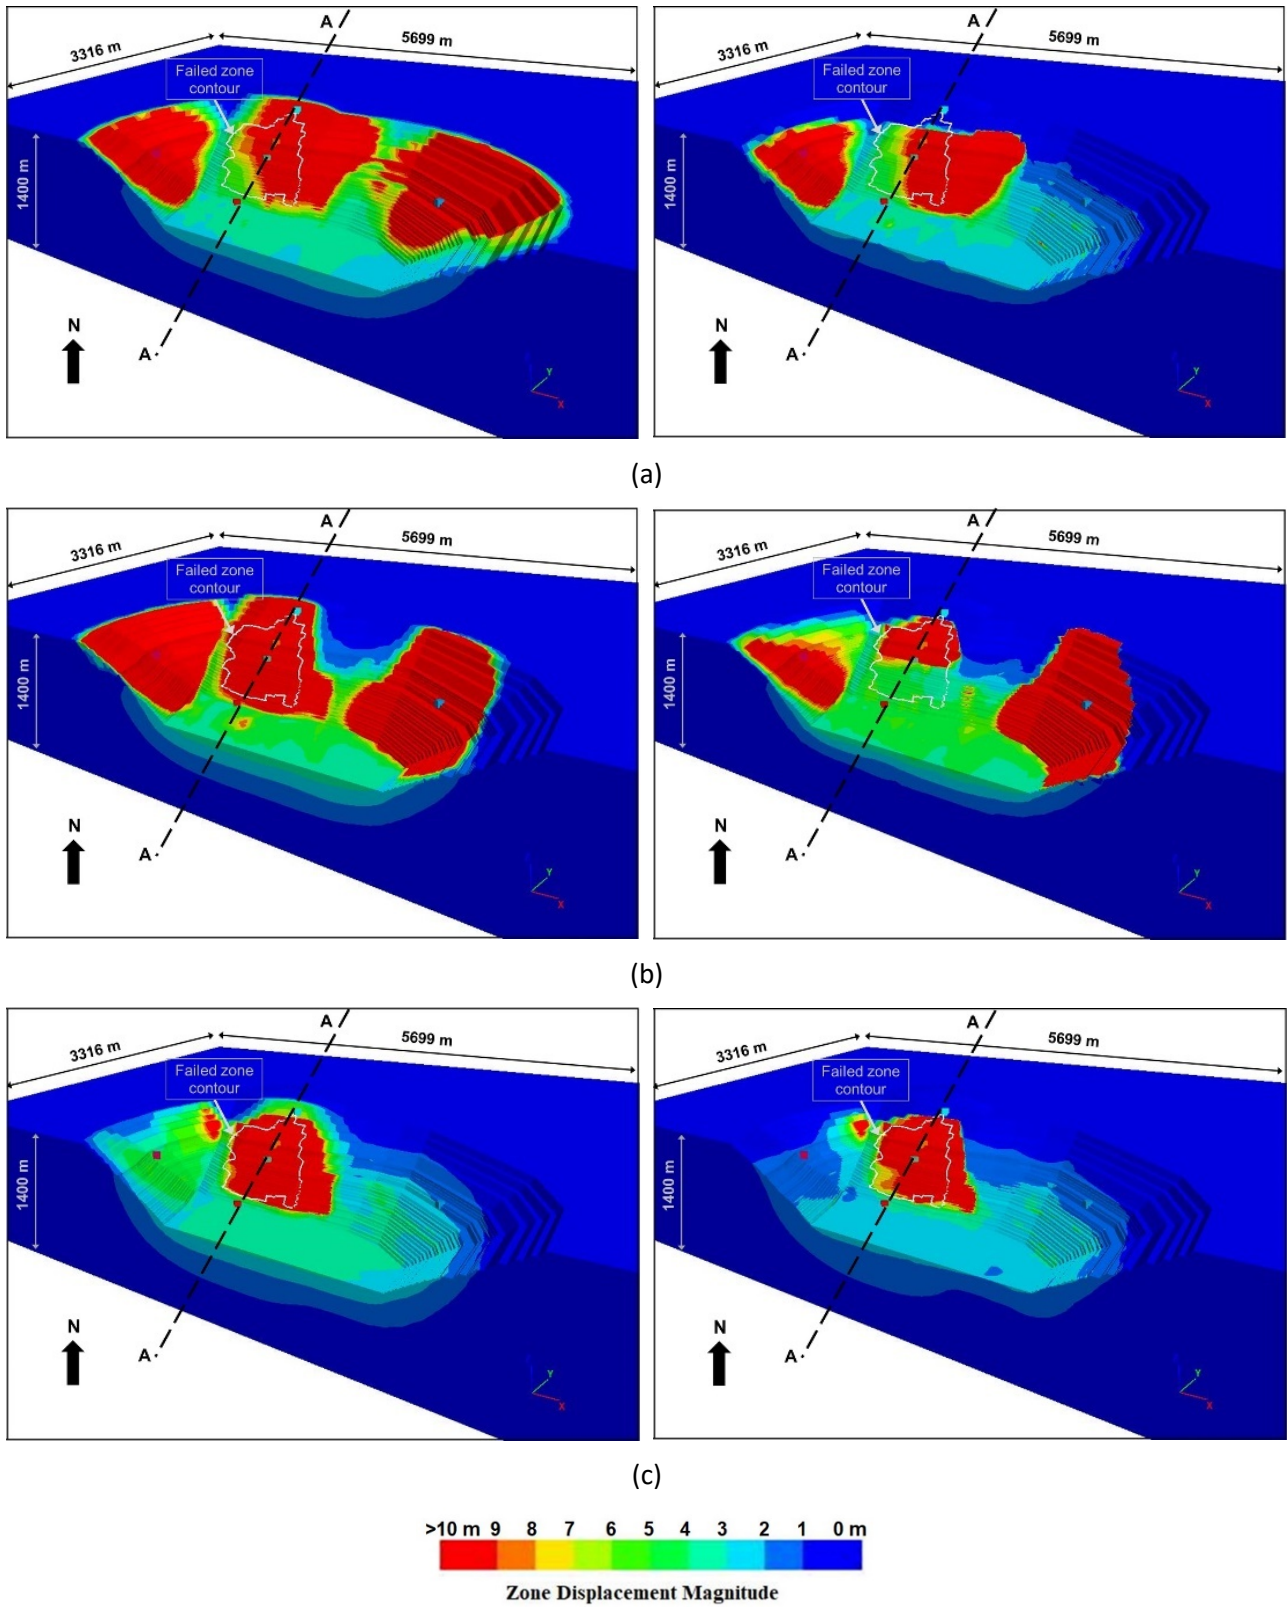 A
3316 m
5699 m
Failed zone
contour
1400 m
N
A
Y
X
A
3316 m
5699 m
Failed zone
contour
1400 m
N
A
Y
X
(a)
A
3316 m
5699 m
Failed zone
contour
1400 m
N
A
Y
X
A
3316 m
5699 m
Failed zone
contour
1400 m
N
A
Y
X
(b)
A
3316 m
5699 m
Failed zone
contour
1400 m
N
A
Y
X
A
3316 m
5699 m
Failed zone
contour
1400 m
N
A
Y
X
(c)
>10 m 9 8 7 6 5 4 3 2 1 0 m
Zone Displacement Magnitude